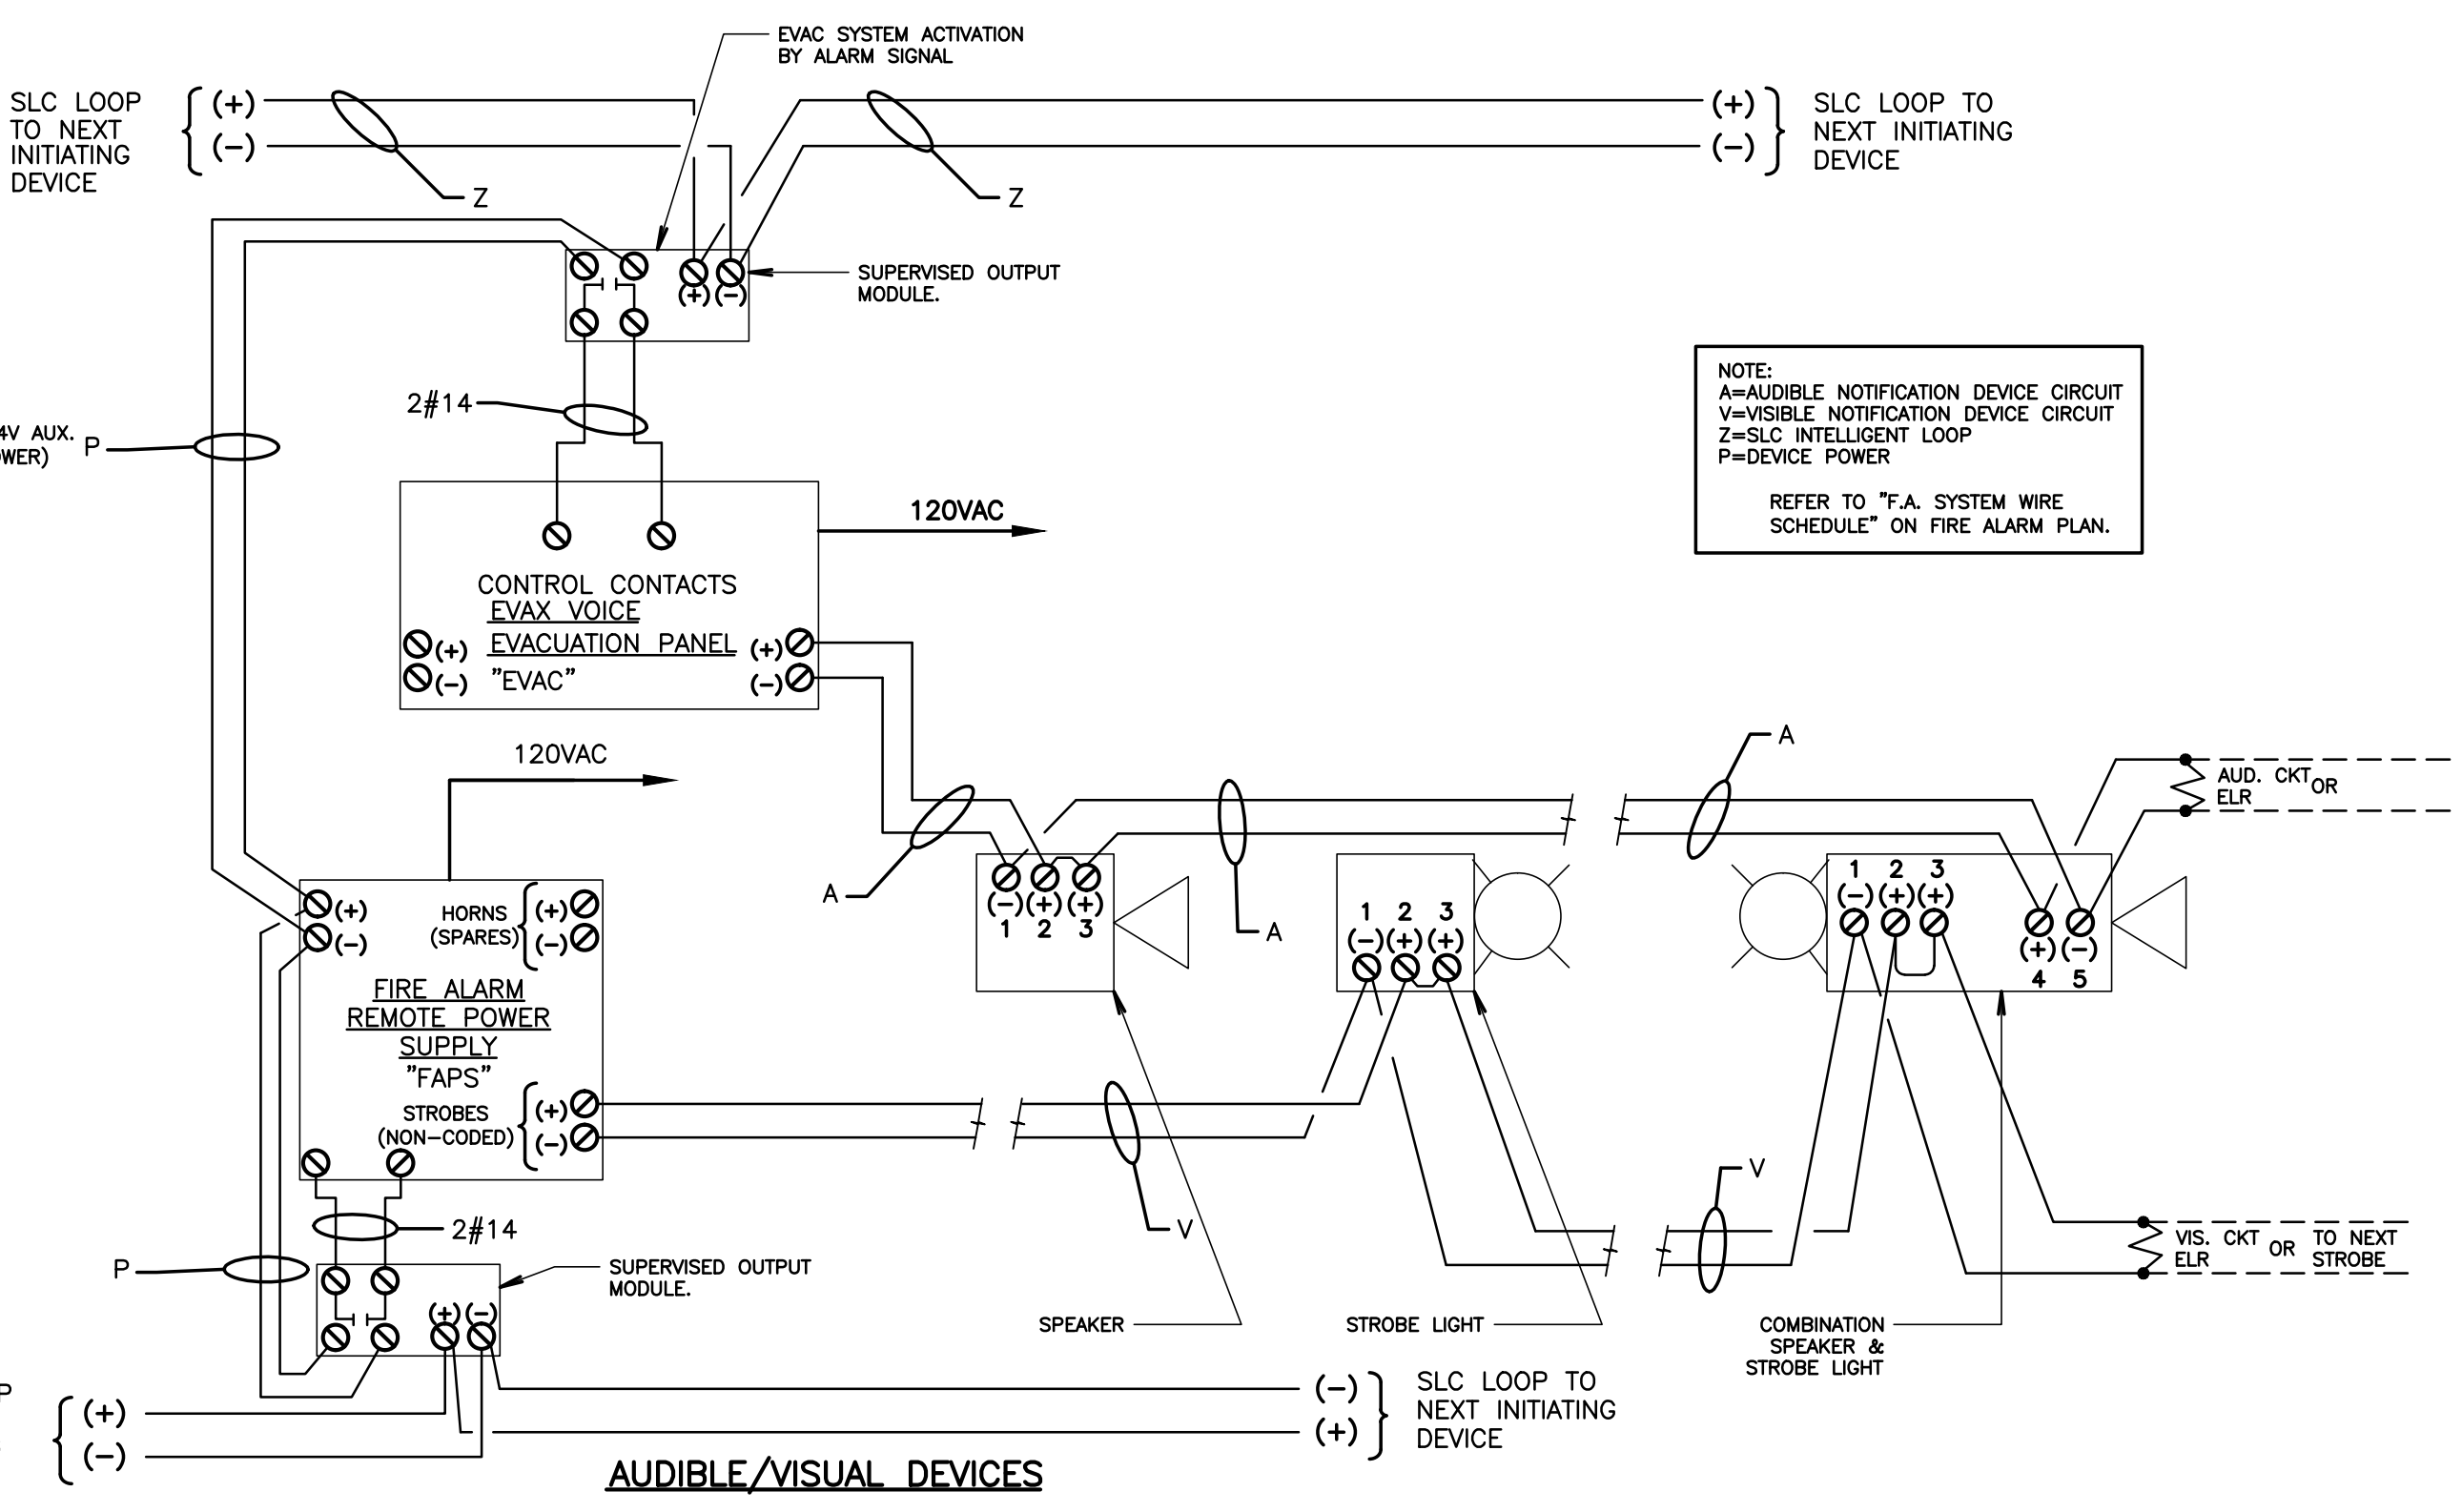 EVAC SYSTEM ACTIVATION
BY ALARM SIGNAL
SLC LOOP
TO NEXT
INITIATING
DEVICE
(+)
(-)
Z
Z
(+)
(-)
SLC LOOP TO
NEXT INITIATING
DEVICE
(+) (-)
SUPERVISED OUTPUT
MODULE.
2#14
4V AUX.
WER)
P
NOTE:
A=AUDIBLE NOTIFICATION DEVICE CIRCUIT
V=VISIBLE NOTIFICATION DEVICE CIRCUIT
Z=SLC INTELLIGENT LOOP
P=DEVICE POWER
REFER TO "F.A. SYSTEM WIRE
SCHEDULE" ON FIRE ALARM PLAN.
120VAC
CONTROL CONTACTS
EVAX VOICE
EVACUATION PANEL
"EVAC"
(+)
(-)
(+)
(-)
120VAC
A
A
A
AUD. CKT
ELR
OR
(+)
(-)
HORNS
(SPARES)
(+)
(-)
FIRE ALARM
REMOTE POWER
SUPPLY
"FAPS"
STROBES
(NON-CODED)
(+)
(-)
(-) (+) (+)
1 2 3
1 2 3
(-) (+) (+)
1 2 3
(-) (+) (+)
(+) (-)
4 5
2#14
P
V
V
VIS. CKT
ELR
OR
TO NEXT
STROBE
SUPERVISED OUTPUT
MODULE.
(+) (-)
SPEAKER
STROBE LIGHT
COMBINATION
SPEAKER &
STROBE LIGHT
P
(+)
(-)
(-)
(+)
SLC LOOP TO
NEXT INITIATING
DEVICE
AUDIBLE/VISUAL DEVICES